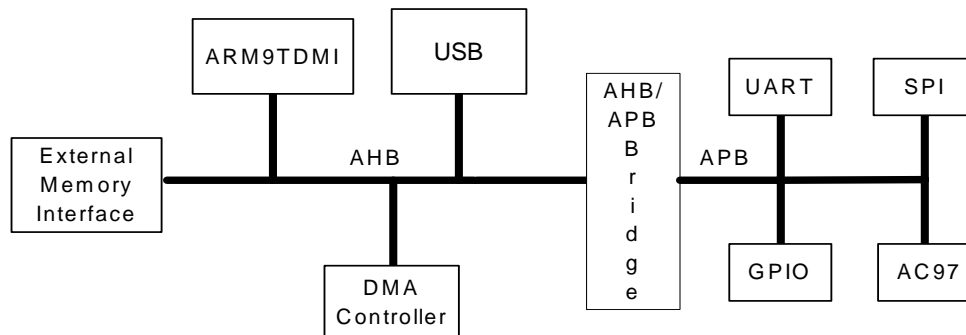 ARM9TDMI
USB
External
Memory
Interface
AHB
DMA
Controller
AHB/
APB
B
r
i
d
g
e
APB
UART
SPI
GPIO
AC97